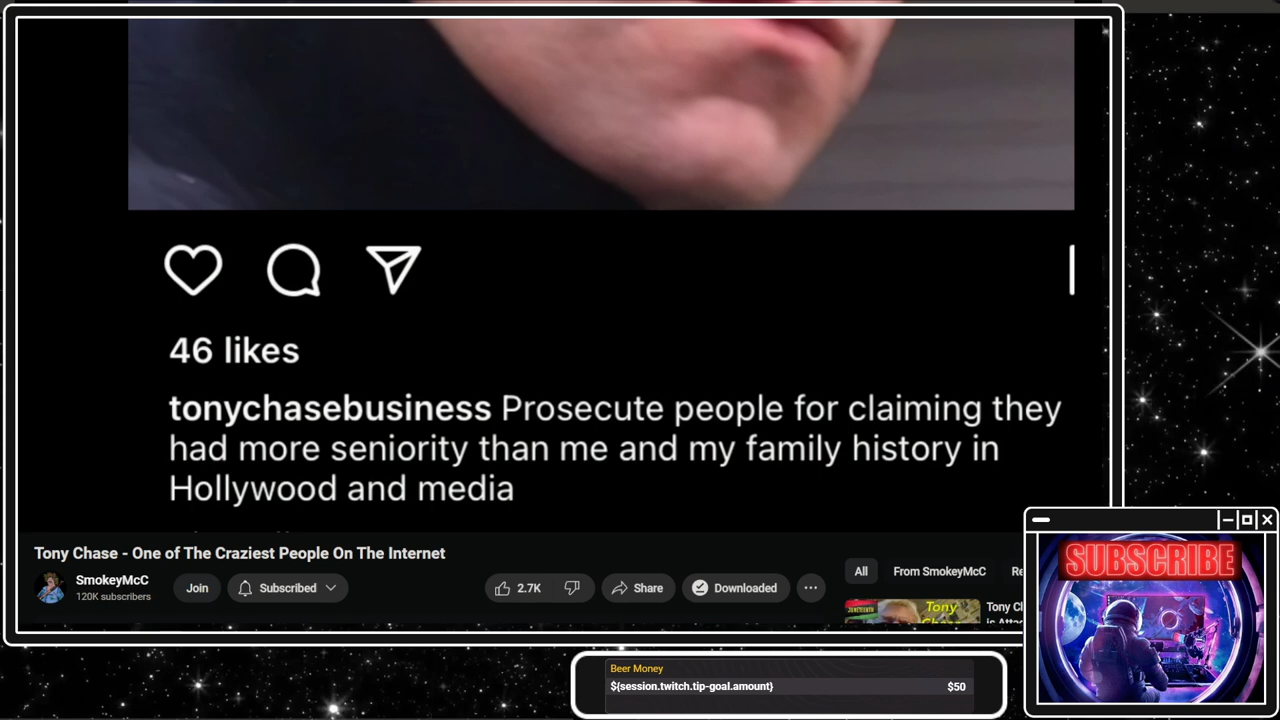 46 likes
tonychasebusiness Prosecute people for claiming they
had more seniority than me and my family history in
Hollywood and media
Tony Chase - One of The Craziest People On The Internet
SmokeyMcC
120K subscribers
Join
Subscribed
2.7K
Share
Downloaded
All
From SmokeyMcC
Tony
Tony
SUBSCRIBE
Beer Money
${session.twitch.tip-goal.amount}
$50